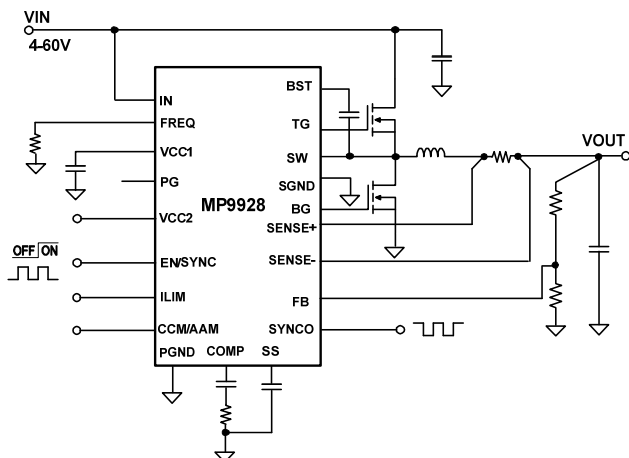 VIN
4-60V
IN
FREQ
VCC1
PG
VCC2
OFF ON
EN/SYNC
ILIM
CCM/AAM
PGND
COMP
SS
MP9928
BST
TG
SW
SGND
BG
SENSE+
SENSE-
FB
SYNCO
VOUT